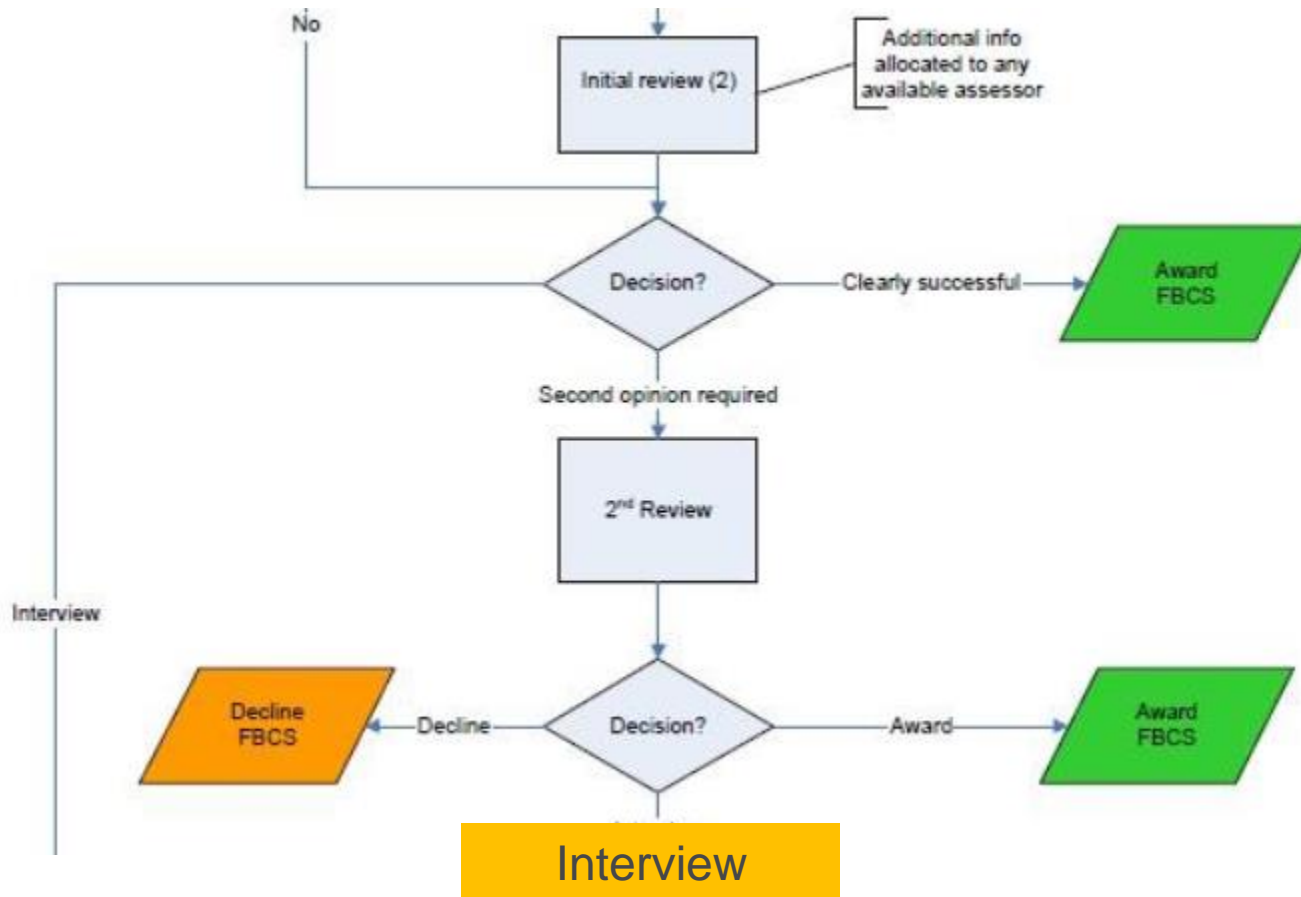 No
Initial review (2)
Additional info
allocated to any
available assessor
Decision?
Clearly successful
Award
FBCS
Second opinion required
2nd Review
Interview
Decline
FBCS
Decline
Decision?
Award
Award
FBCS
Interview